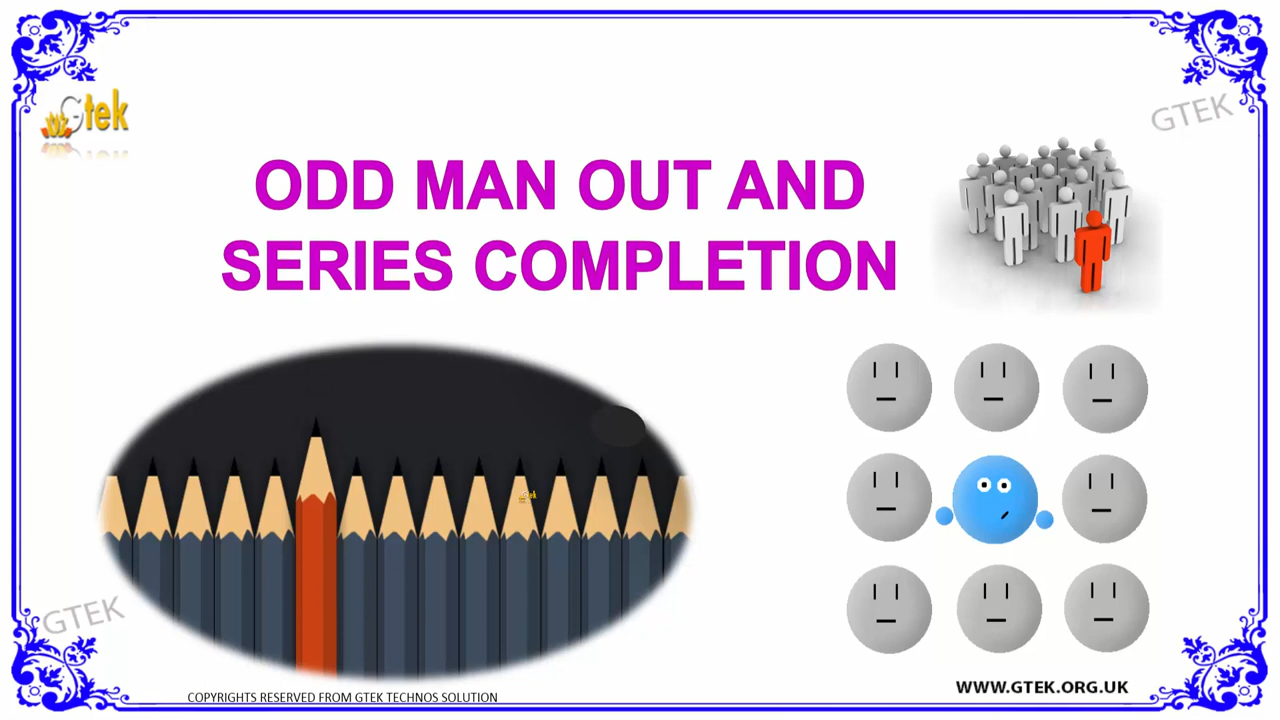 Gtek
GTEK
ODD MAN OUT AND
SERIES COMPLETION
Gtek
GTEK
COPYRIGHTS RESERVED FROM GTEK TECHNOS SOLUTION
WWW.GTEK.ORG.UK